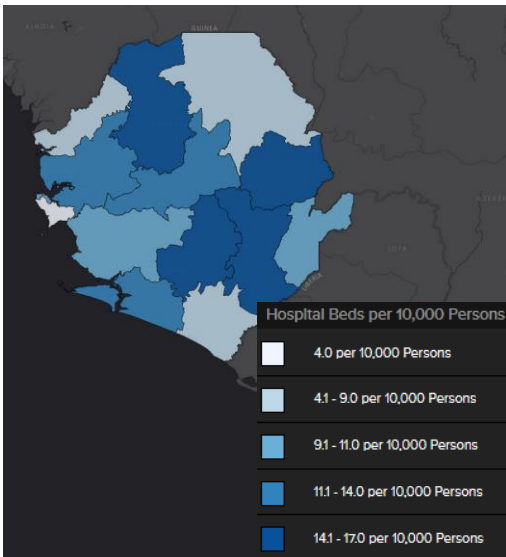 GUINEA
LIBERIA
Hospital Beds per 10,000 Persons
4.0 per 10,000 Persons
4.1 - 9.0 per 10,000 Persons
9.1 - 11.0 per 10,000 Persons
11.1 - 14.0 per 10,000 Persons
14.1 - 17.0 per 10,000 Persons